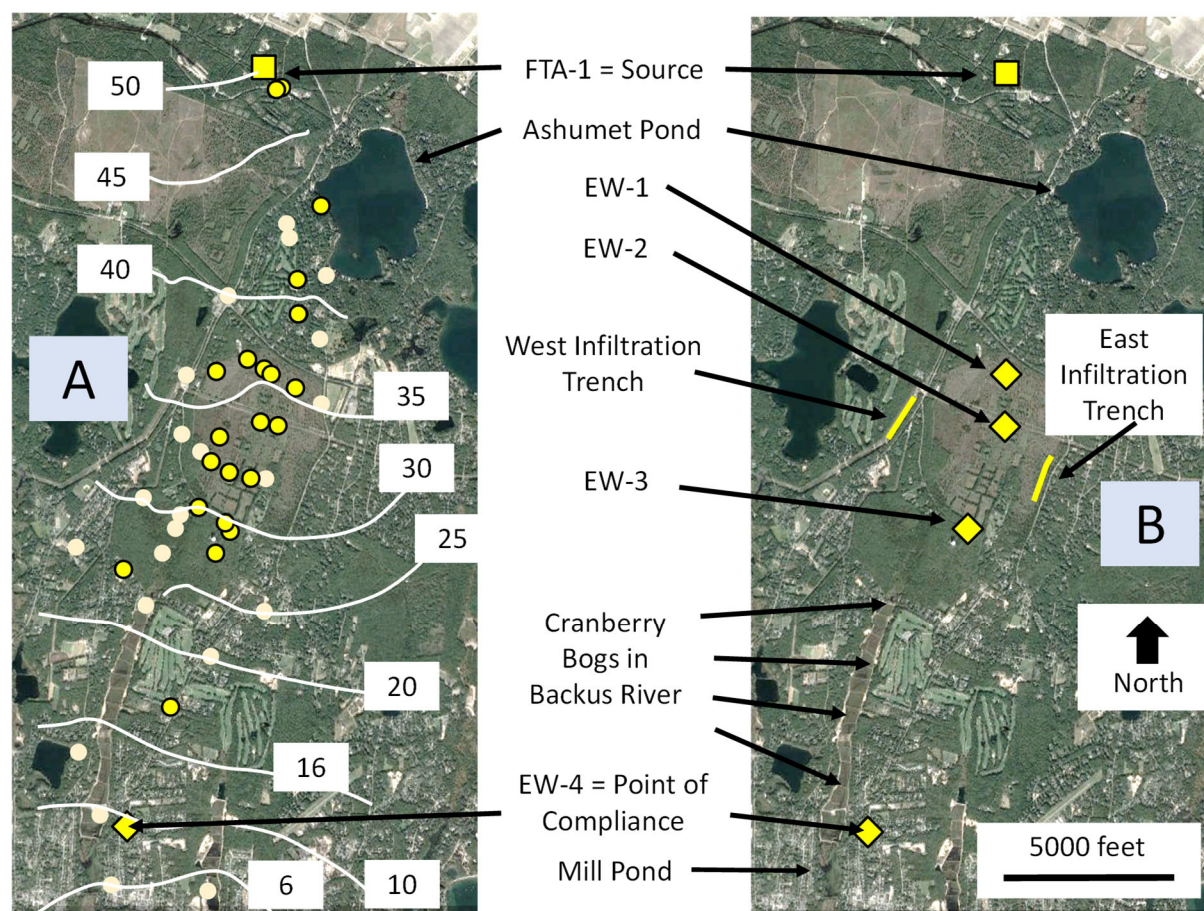 50
45
40
A
35
30
25
20
16
10
6
FTA-1 = Source
Ashumet Pond
EW-1
EW-2
West Infiltration
Trench
EW-3
Cranberry
Bogs in
Backus River
EW-4 = Point of
Compliance
Mill Pond
East
Infiltration
Trench
B
North
5000 feet